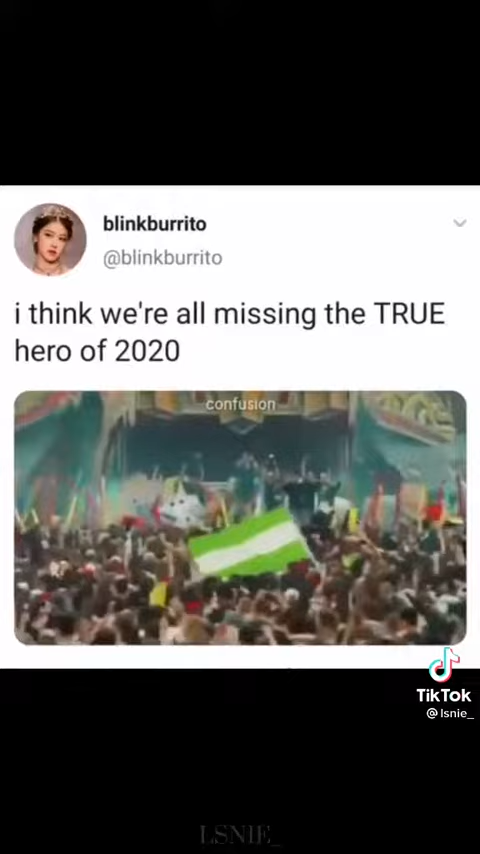 blinkburrito
@blinkburrito
i think we're all missing the TRUE
hero of 2020
confusion
TikTok
@lsnie_
LSNIE_